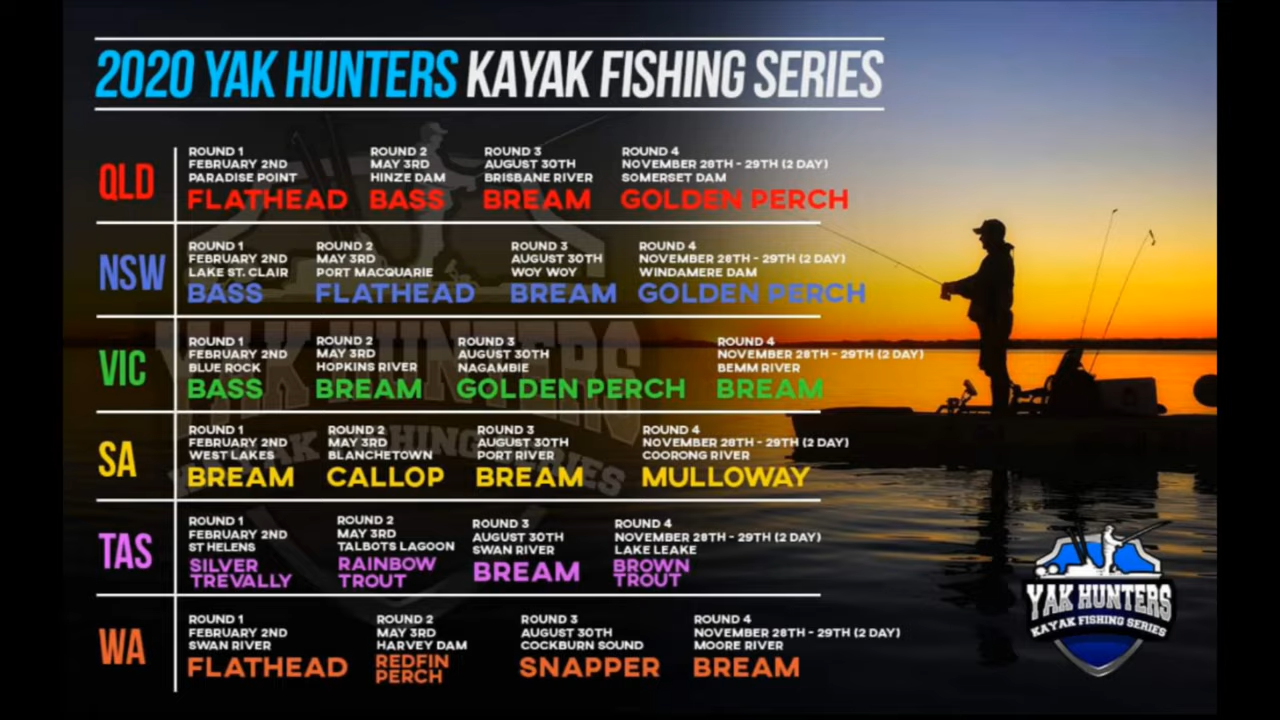 2020 YAK HUNTERS KAYAK FISHING SERIES
QLD
ROUND 1
FEBRUARY 2ND
PARADISE POINT
FLATHEAD
ROUND 2
MAY 3RD
HINZE DAM
BASS
ROUND 3
AUGUST 30TH
BRISBANE RIVER
BREAM
ROUND 4
NOVEMBER 28TH - 29TH (2 DAY)
SOMERSET DAM
GOLDEN PERCH
NSW
ROUND 1
FEBRUARY 2ND
LAKE ST. CLAIR
BASS
ROUND 2
MAY 3RD
PORT MACQUARIE
FLATHEAD
ROUND 3
AUGUST 30TH
WOY WOY
BREAM
ROUND 4
NOVEMBER 28TH - 29TH (2 DAY)
WINDAMERE DAM
GOLDEN PERCH
VIC
ROUND 1
FEBRUARY 2ND
BLUE ROCK
BASS
ROUND 2
MAY 3RD
HOPKINS RIVER
BREAM
ROUND 3
AUGUST 30TH
NAGAMBIE
GOLDEN PERCH
ROUND 4
NOVEMBER 28TH - 29TH (2 DAY)
BEMM RIVER
BREAM
SA
ROUND 1
FEBRUARY 2ND
WEST LAKES
BREAM
ROUND 2
MAY 3RD
BLANCHETOWN
CALLOP
ROUND 3
AUGUST 30TH
PORT RIVER
BREAM
ROUND 4
NOVEMBER 28TH - 29TH (2 DAY)
COORONG RIVER
MULLOWAY
TAS
ROUND 1
FEBRUARY 2ND
ST HELENS
SILVER
TREVALLY
ROUND 2
MAY 3RD
TALBOTS LAGOON
RAINBOW
TROUT
ROUND 3
AUGUST 30TH
SWAN RIVER
BREAM
ROUND 4
NOVEMBER 28TH - 29TH (2 DAY)
LAKE LEAKE
BROWN
TROUT
WA
ROUND 1
FEBRUARY 2ND
SWAN RIVER
FLATHEAD
ROUND 2
MAY 3RD
HARVEY DAM
REDFIN
PERCH
ROUND 3
AUGUST 30TH
COCKBURN SOUND
SNAPPER
ROUND 4
NOVEMBER 28TH - 29TH (2 DAY)
MOORE RIVER
BREAM
YAK HUNTERS
KAYAK FISHING SERIES
YAK HUNTERS
KAYAK FISHING SERIES